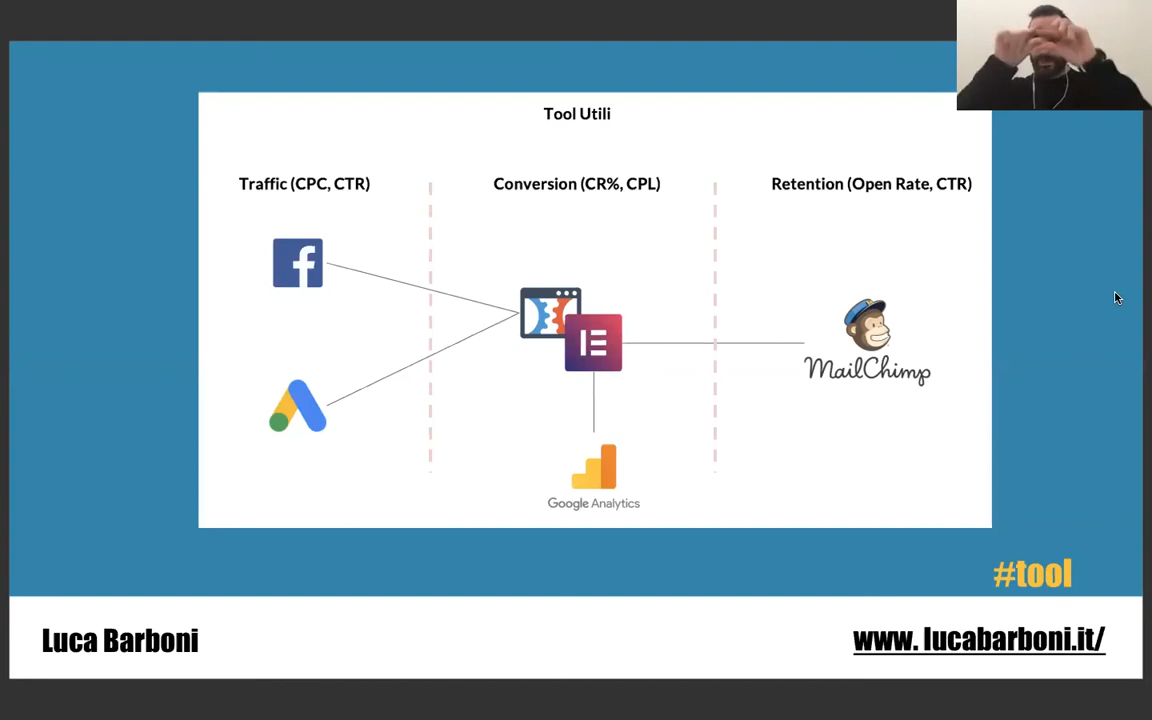 Tool Utili
Traffic (CPC, CTR)
Conversion (CR%, CPL)
Retention (Open Rate, CTR)
MailChimp
Google Analytics
#tool
Luca Barboni
www. lucabarboni.it/